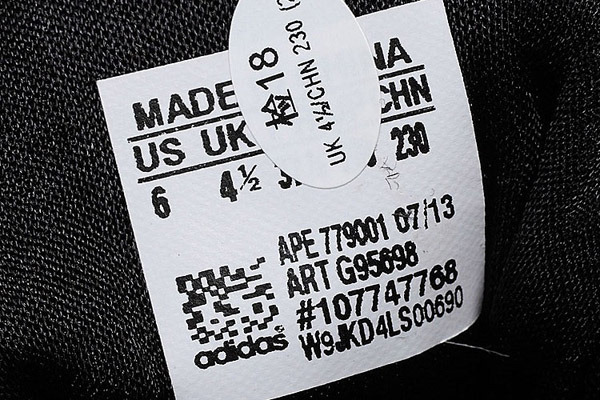 检18
UK 4½/CHN 230
MADE NA
US UK CHN
6 4½ 230
APE 779001 07/13
ART G95698
#107747768
W9JKD4LS00690
adidas